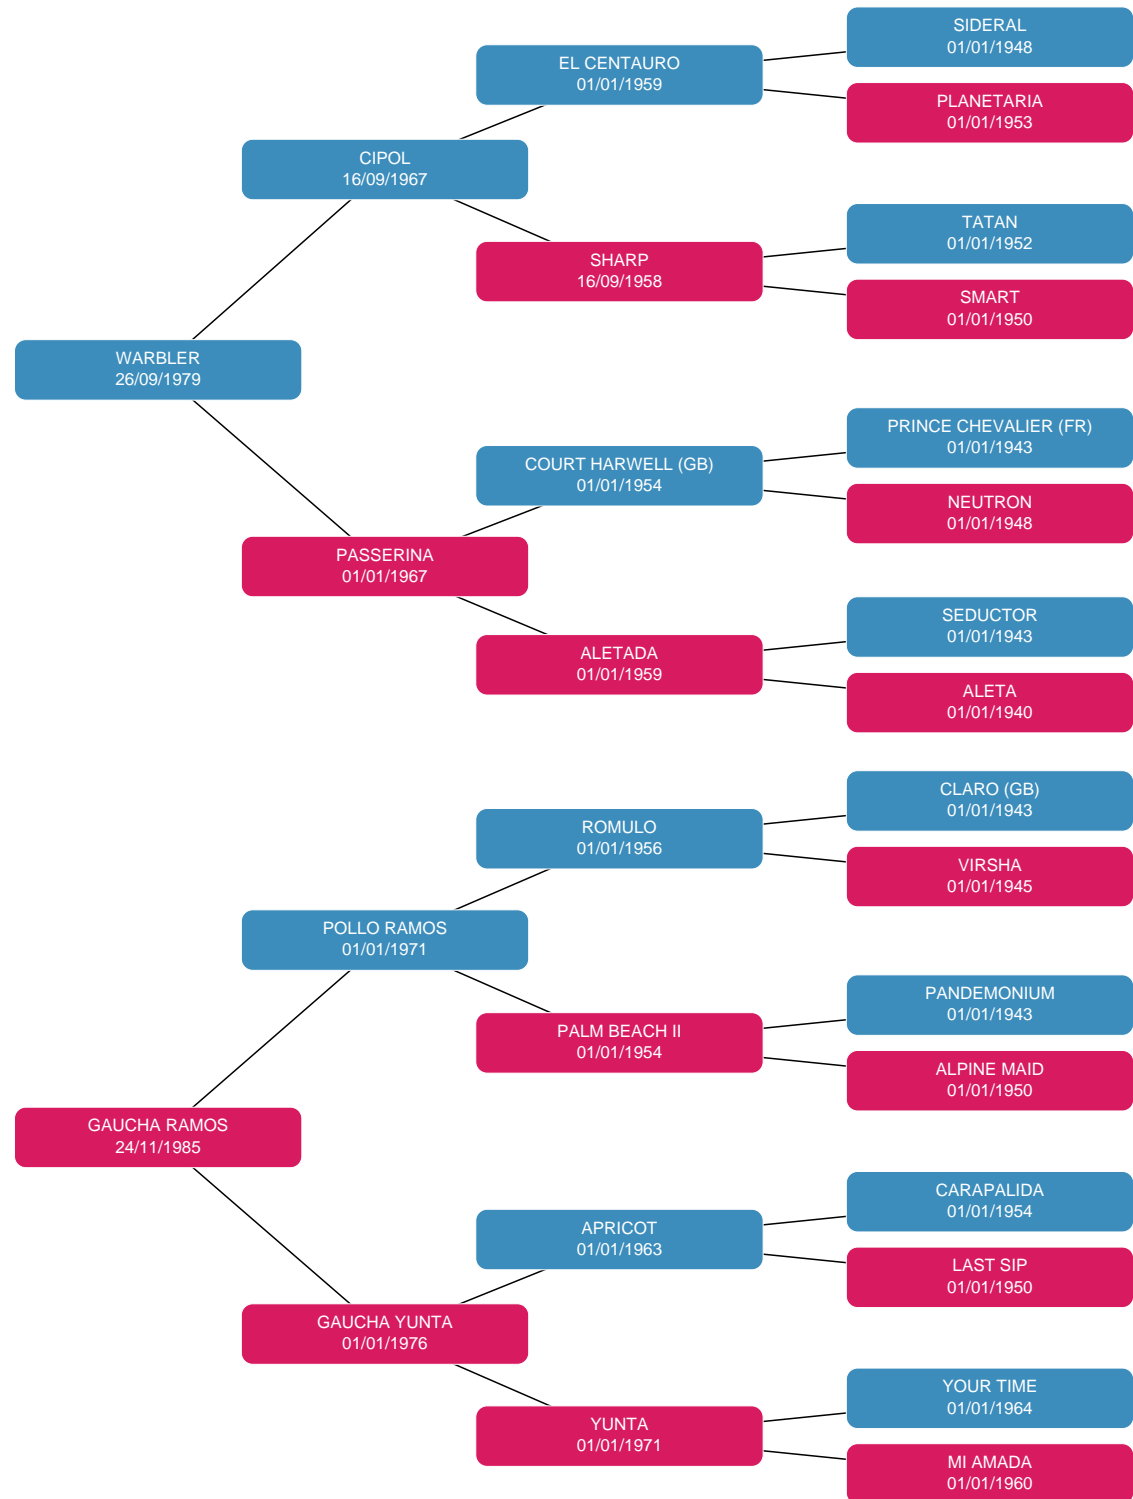 SIDERAL
01/01/1948
EL CENTAURO
01/01/1959
PLANETARIA
01/01/1953
CIPOL
16/09/1967
TATAN
01/01/1952
SHARP
16/09/1958
SMART
01/01/1950
WARBLER
26/09/1979
PRINCE CHEVALIER (FR)
01/01/1943
COURT HARWELL (GB)
01/01/1954
NEUTRON
01/01/1948
PASSERINA
01/01/1967
SEDUCTOR
01/01/1943
ALETADA
01/01/1959
ALETA
01/01/1940
CLARO (GB)
01/01/1943
ROMULO
01/01/1956
VIRSHA
01/01/1945
POLLO RAMOS
01/01/1971
PANDEMONIUM
01/01/1943
PALM BEACH II
01/01/1954
ALPINE MAID
01/01/1950
GAUCHA RAMOS
24/11/1985
CARAPALIDA
01/01/1954
APRICOT
01/01/1963
LAST SIP
01/01/1950
GAUCHA YUNTA
01/01/1976
YOUR TIME
01/01/1964
YUNTA
01/01/1971
MI AMADA
01/01/1960